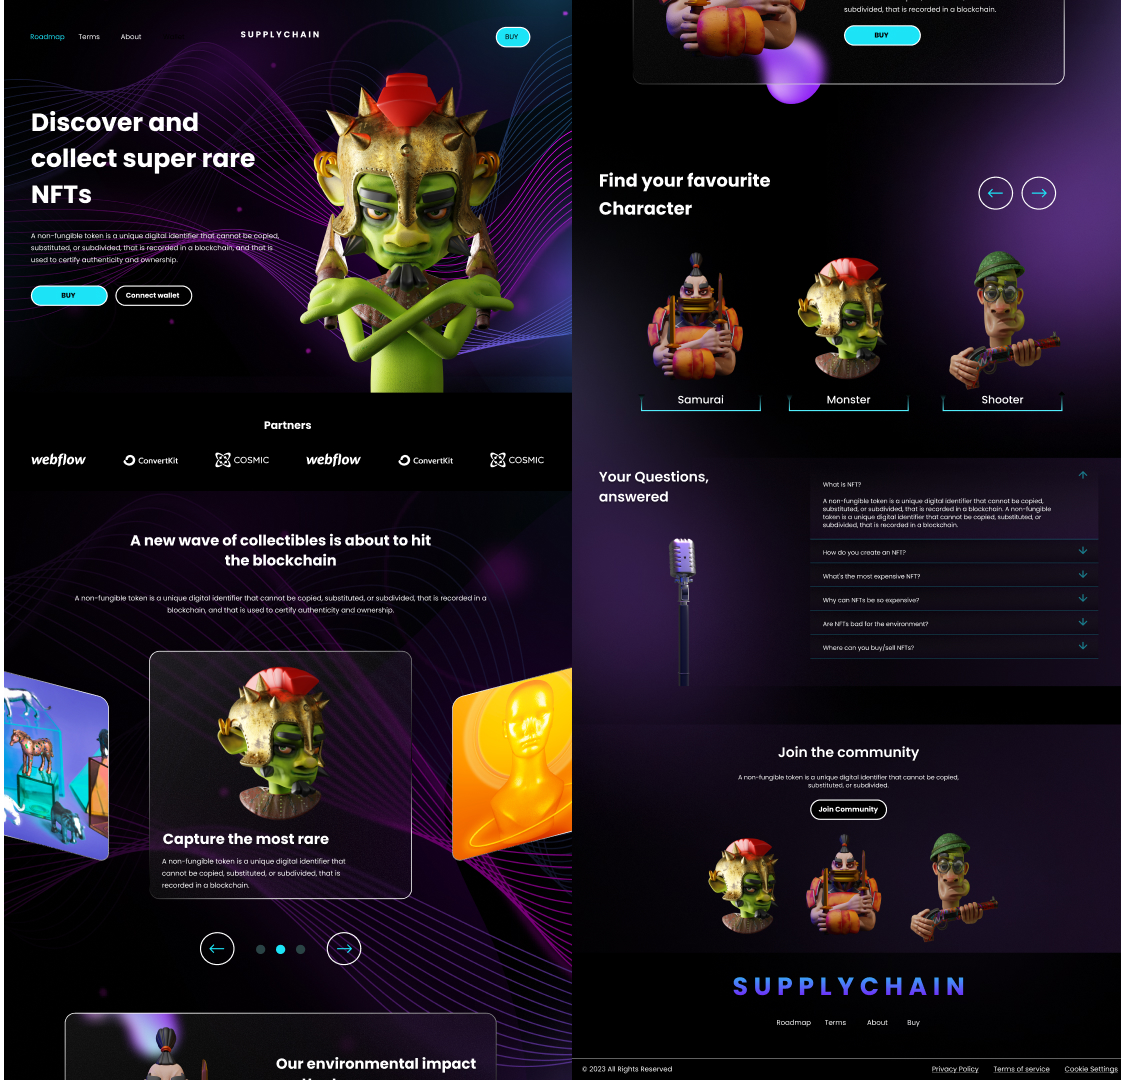 Roadmap
Terms
About
SUPPLYCHAIN
BUY
Discover and
collect super rare
NFTs
A non-fungible token is a unique digital identifier that cannot be copied,
substituted, or subdivided, that is recorded in a blockchain, and that is
used to certify authenticity and ownership.
BUY
Connect wallet
Partners
webflow
ConvertKit
COSMIC
webflow
ConvertKit
COSMIC
A new wave of collectibles is about to hit
the blockchain
A non-fungible token is a unique digital identifier that cannot be copied, substituted, or subdivided, that is recorded in a
blockchain, and that is used to certify authenticity and ownership.
Capture the most rare
A non-fungible token is a unique digital identifier that
cannot be copied, substituted, or subdivided, that is
recorded in a blockchain.
Our environmental impact
subdivided, that is recorded in a blockchain.
BUY
Find your favourite
Character
Samurai
Monster
Shooter
Your Questions,
answered
What is NFT?
A non-fungible token is a unique digital identifier that cannot be copied,
substituted, or subdivided, that is recorded in a blockchain. A non-fungible
token is a unique digital identifier that cannot be copied, substituted, or
subdivided, that is recorded in a blockchain.
How do you create an NFT?
What's the most expensive NFT?
Why can NFTs be so expensive?
Are NFTs bad for the environment?
Where can you buy/sell NFTs?
Join the community
A non-fungible token is a unique digital identifier that cannot be copied,
substituted, or subdivided.
Join Community
SUPPLYCHAIN
Roadmap
Terms
About
Buy
© 2023 All Rights Reserved
Privacy Policy
Terms of service
Cookie Settings